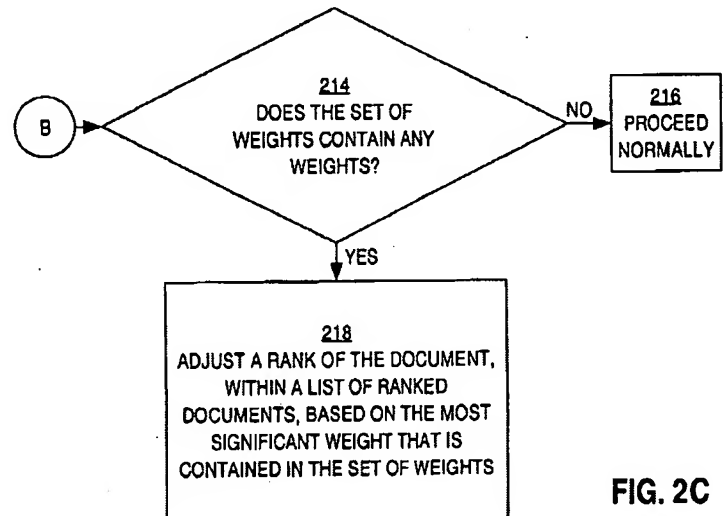 B
214
DOES THE SET OF
WEIGHTS CONTAIN ANY
WEIGHTS?
NO
216
PROCEED
NORMALLY
YES
218
ADJUST A RANK OF THE DOCUMENT,
WITHIN A LIST OF RANKED
DOCUMENTS, BASED ON THE MOST
SIGNIFICANT WEIGHT THAT IS
CONTAINED IN THE SET OF WEIGHTS
FIG. 2C